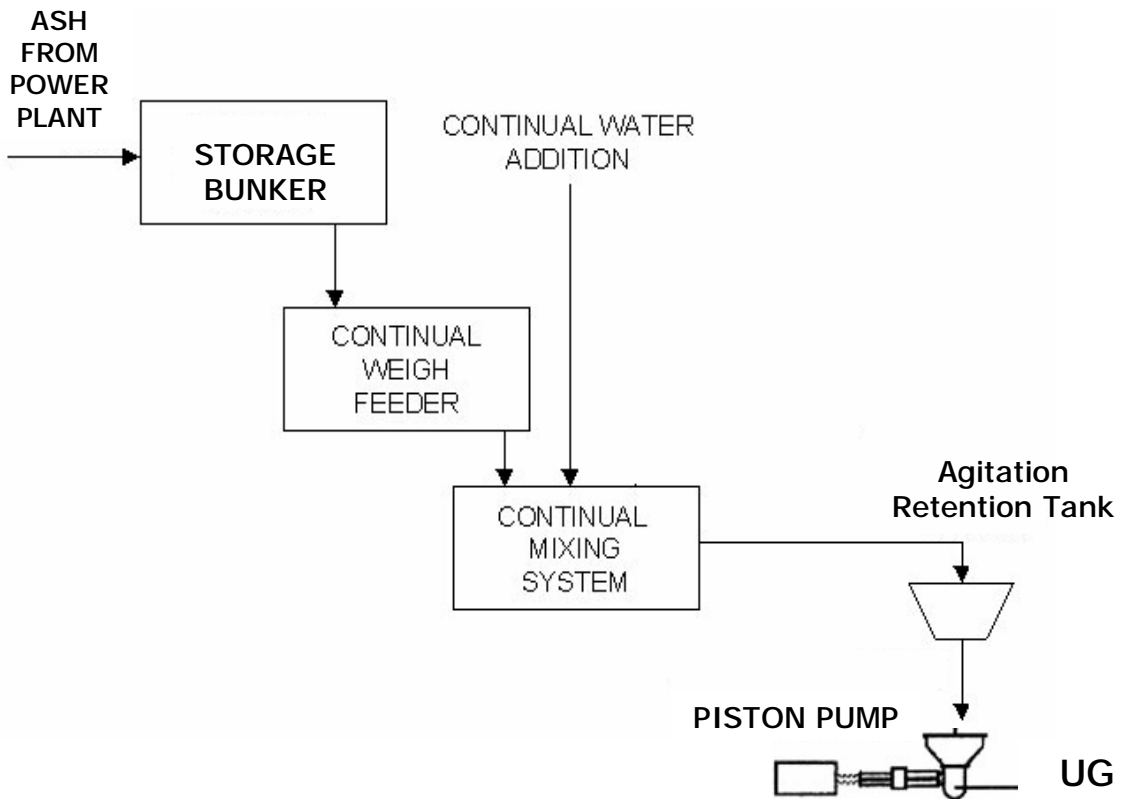 ASH
FROM
POWER
PLANT
STORAGE
BUNKER
CONTINUAL WATER
ADDITION
CONTINUAL
WEIGH
FEEDER
CONTINUAL
MIXING
SYSTEM
Agitation
Retention Tank
PISTON PUMP
UG